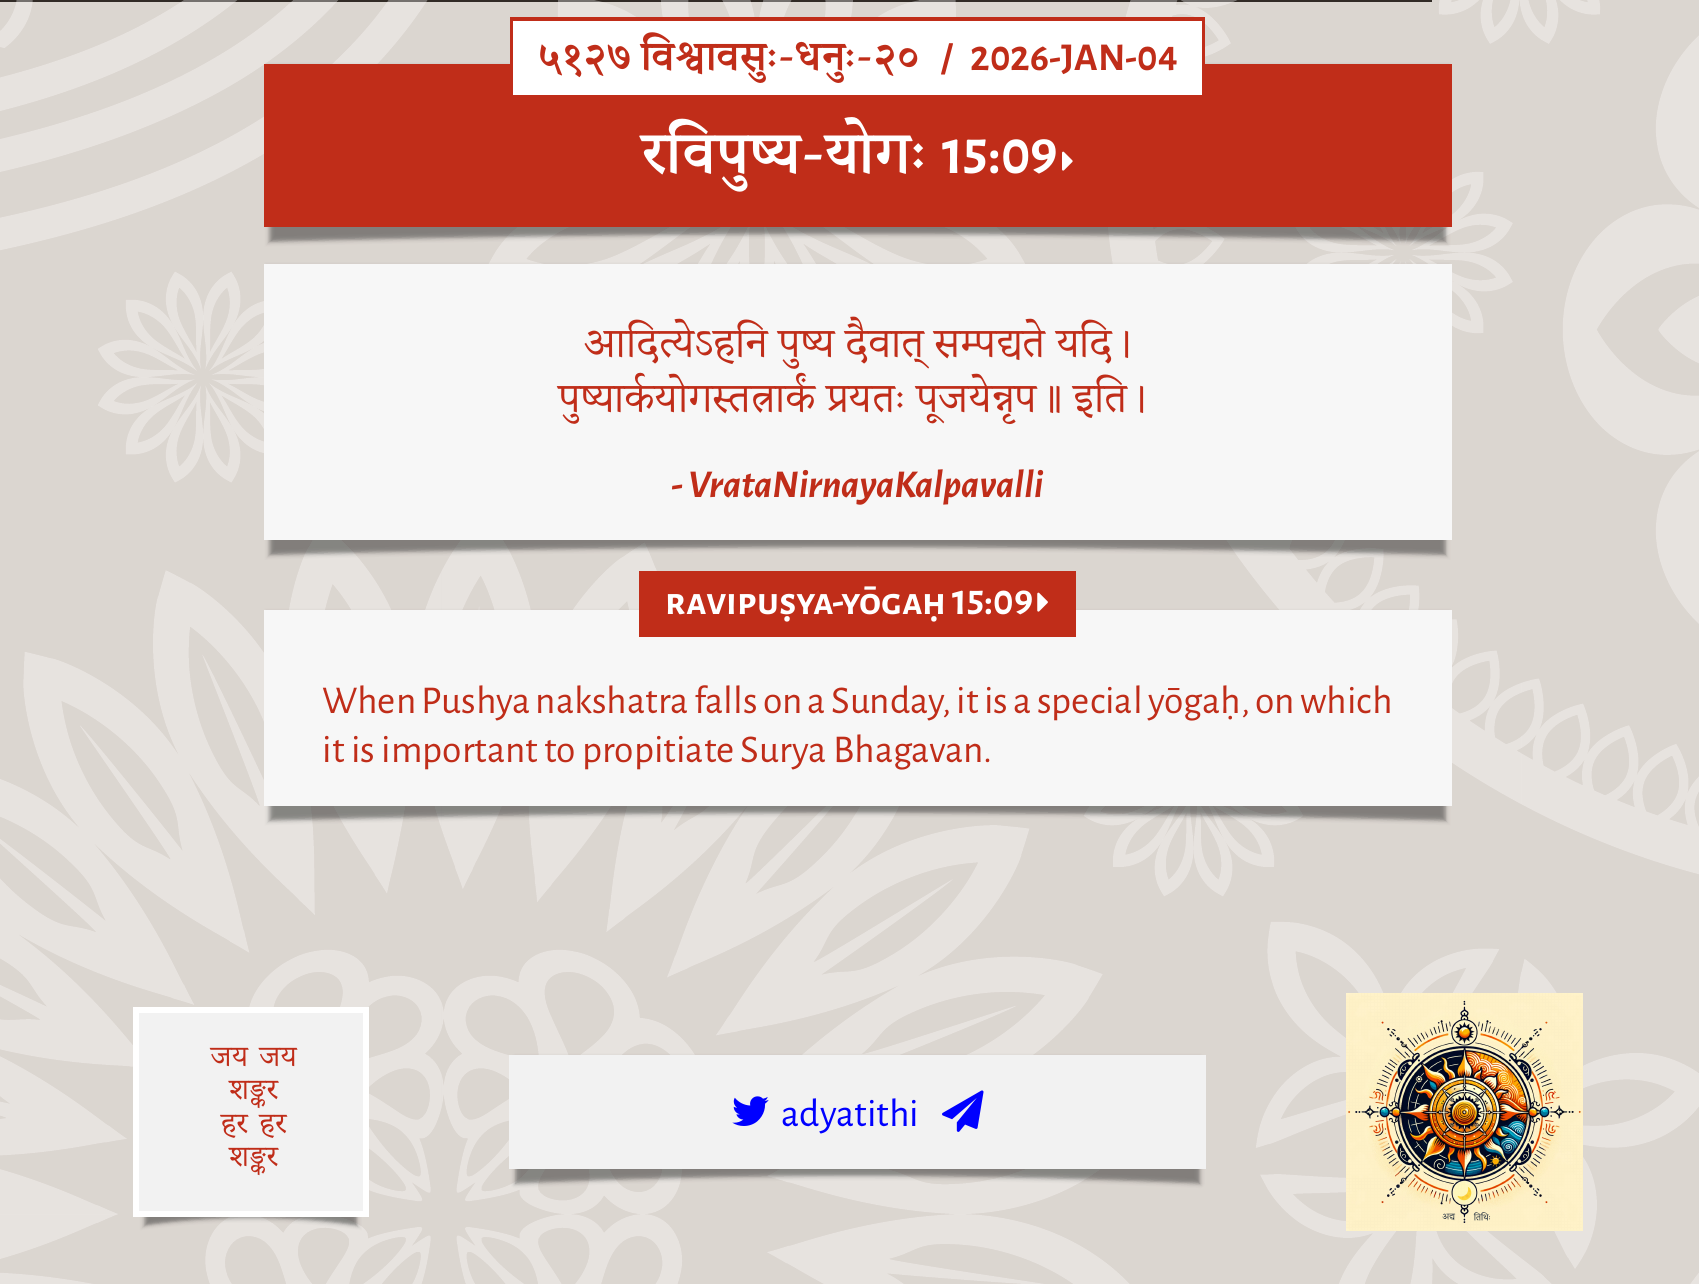 ५१२७ विश्वावसुः-धनुः-२० / 2026-JAN-04
रविपुष्य-योगः 15:09
आदित्येऽहनि पुष्य दैवात् सम्पद्यते यदि।
पुष्यार्कयोगस्तत्रार्कं प्रयतः पूजयेन्नृप॥ इति।
- VrataNirnayaKalpavalli
RAVIPUṢYA-YŌGAḤ 15:09
When Pushya nakshatra falls on a Sunday, it is a special yōgaḥ, on which
it is important to propitiate Surya Bhagavan.
जय जय
शङ्कर
हर हर
शङ्कर
adyatithi
अद्य तिथिः